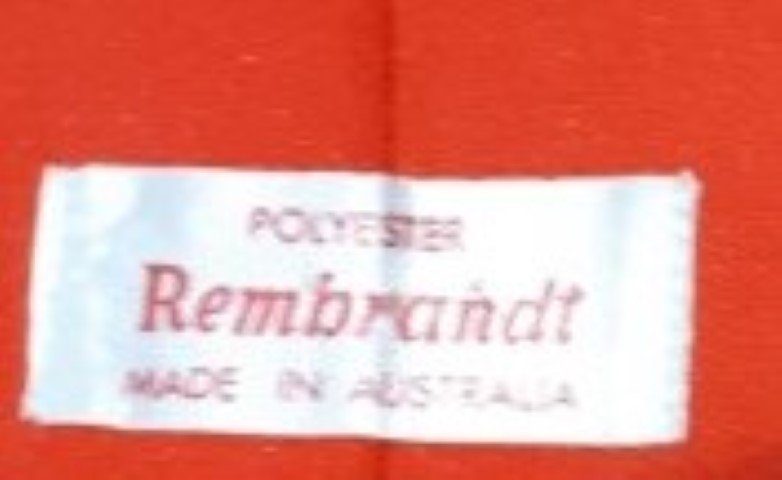 POLYESTER
Rembrandt
MADE IN AUSTRALIA